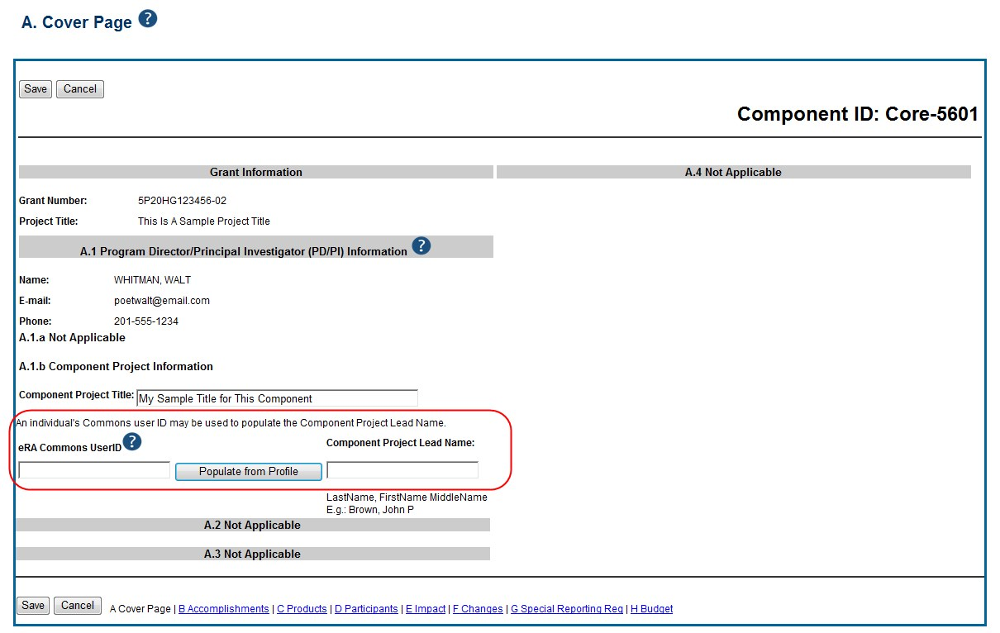 A. Cover Page ?
Save Cancel
Component ID: Core-5601
Grant Information
A.4 Not Applicable
Grant Number: 5P20HG123456-02
Project Title: This Is A Sample Project Title
A.1 Program Director/Principal Investigator (PD/PI) Information ?
Name: WHITMAN, WALT
E-mail: poetwalt@email.com
Phone: 201-555-1234
A.1.a Not Applicable
A.1.b Component Project Information
Component Project Title: My Sample Title for This Component
An individual's Commons user ID may be used to populate the Component Project Lead Name.
eRA Commons UserID ? Component Project Lead Name:
Populate from Profile
LastName, FirstName MiddleName
E.g.: Brown, John P
A.2 Not Applicable
A.3 Not Applicable
Save Cancel A Cover Page | B Accomplishments | C Products | D Participants | E Impact | F Changes | G Special Reporting Req | H Budget